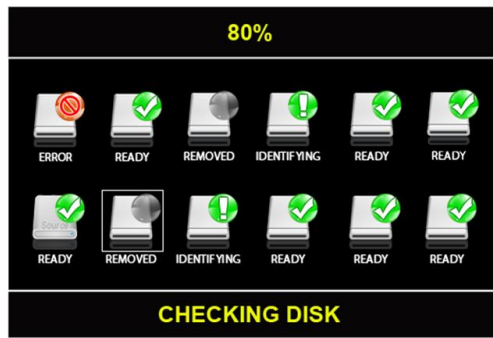 80%
ERROR READY REMOVED IDENTIFYING READY READY
Source
READY REMOVED IDENTIFYING READY READY READY
CHECKING DISK